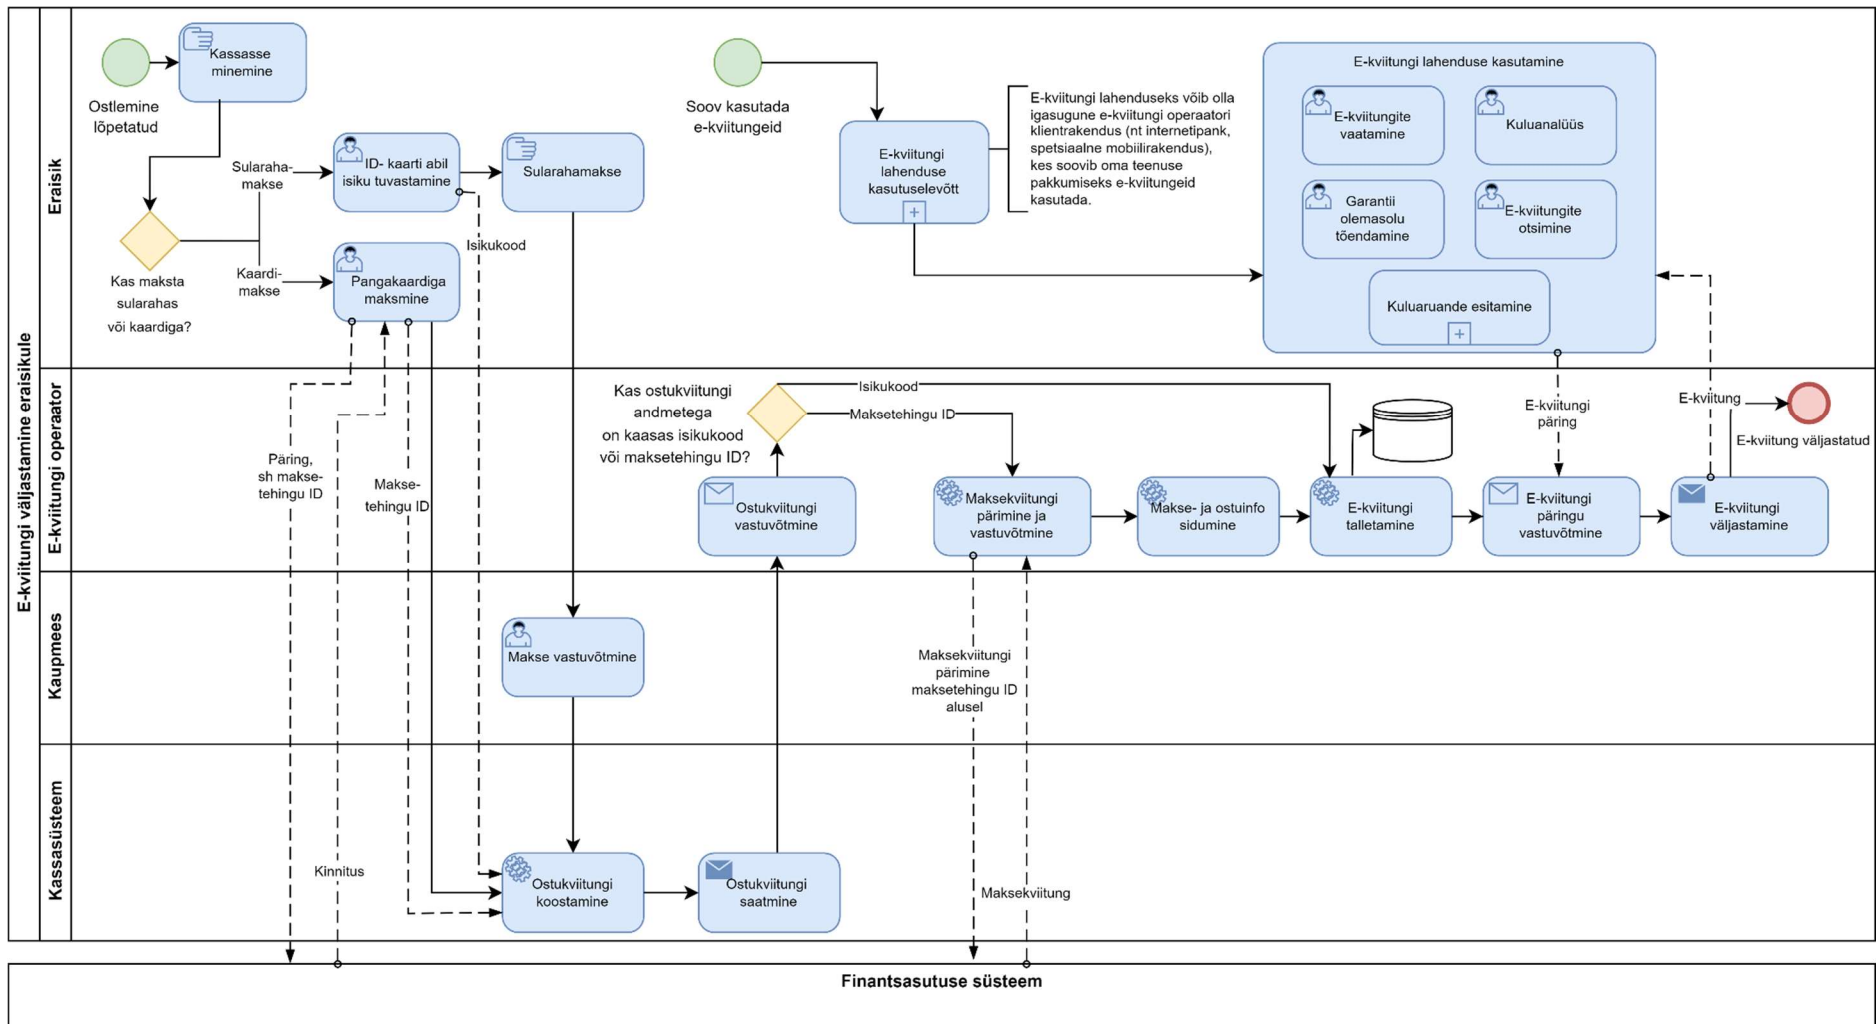 E-kviitungi väljastamine eraisikule
Eraisik
Ostlemine
lõpetatud
Kassasse
minemine
Kas maksta
sularahas
või kaardiga?
Sularaha-
makse
Kaardi-
makse
ID- kaarti abil
isiku tuvastamine
Sularahamakse
Isikukood
Pangakaardiga
maksmine
Soov kasutada
e-kviitungeid
E-kviitungi
lahenduse
kasutuselevõtt
E-kviitungi lahenduseks võib olla
igasugune e-kviitungi operaatori
klientrakendus (nt internetipank,
spetsiaalne mobiilirakendus),
kes soovib oma teenuse
pakkumiseks e-kviitungeid
kasutada.
E-kviitungi lahenduse kasutamine
E-kviitungite
vaatamine
Kuluanalüüs
Garantii
olemasolu
tõendamine
E-kviitungite
otsimine
Kuluaruande esitamine
E-kviitungi operaator
Päring,
sh makse-
tehingu ID
Makse-
tehingu ID
Kas ostukviitungi
andmetega
on kaasas isikukood
või maksetehingu ID?
Isikukood
Maksetehingu ID
Ostukviitungi
vastuvõtmine
Maksekviitungi
pärimine ja
vastuvõtmine
Makse- ja ostuinfo
sidumine
E-kviitungi
talletamine
E-kviitungi
päring
E-kviitungi
päringu
vastuvõtmine
E-kviitung
E-kviitung väljastatud
E-kviitungi
väljastamine
Kaupmees
Makse vastuvõtmine
Maksekviitungi
pärimine
maksetehingu ID
alusel
Kassasüsteem
Kinnitus
Ostukviitungi
koostamine
Ostukviitungi
saatmine
Maksekviitung
Finantsasutuse süsteem